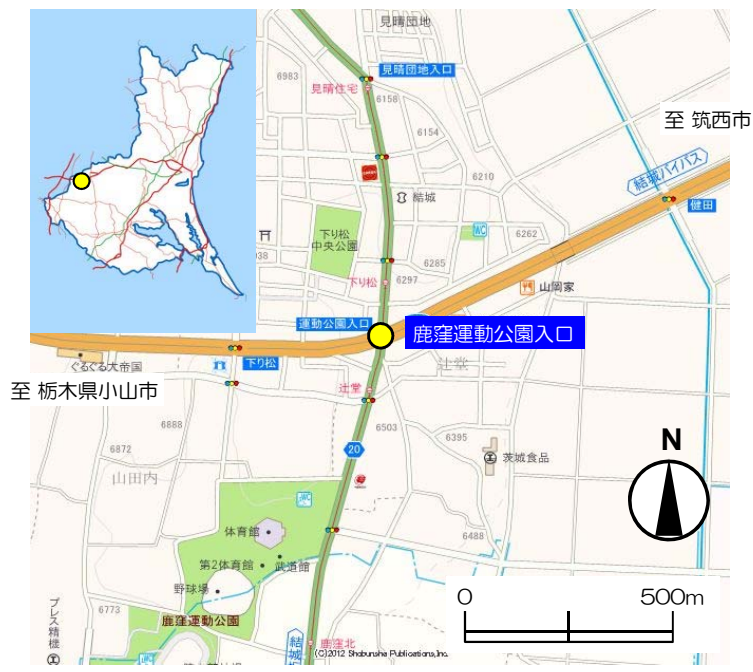 見晴団地
6983
見晴団地入口
見晴住宅
6158
至 筑西市
6154
6210
結城バイパス
結城
健田
WC
下り松
中央公園
6262
6285
6297
下り松
山岡家
運動公園入口
鹿窪運動公園入口
ぐるぐる大帝国
下り松
辻堂
辻堂
至 栃木県小山市
6888
6503
6395
20
6872
茨城食品
N
山田内
WC
体育館
6488
第2体育館
武道館
野球場
0
500m
6773
鹿窪運動公園
プレス精機
鹿窪北
WC
(C)2012 Shobunsha Publications,Inc.